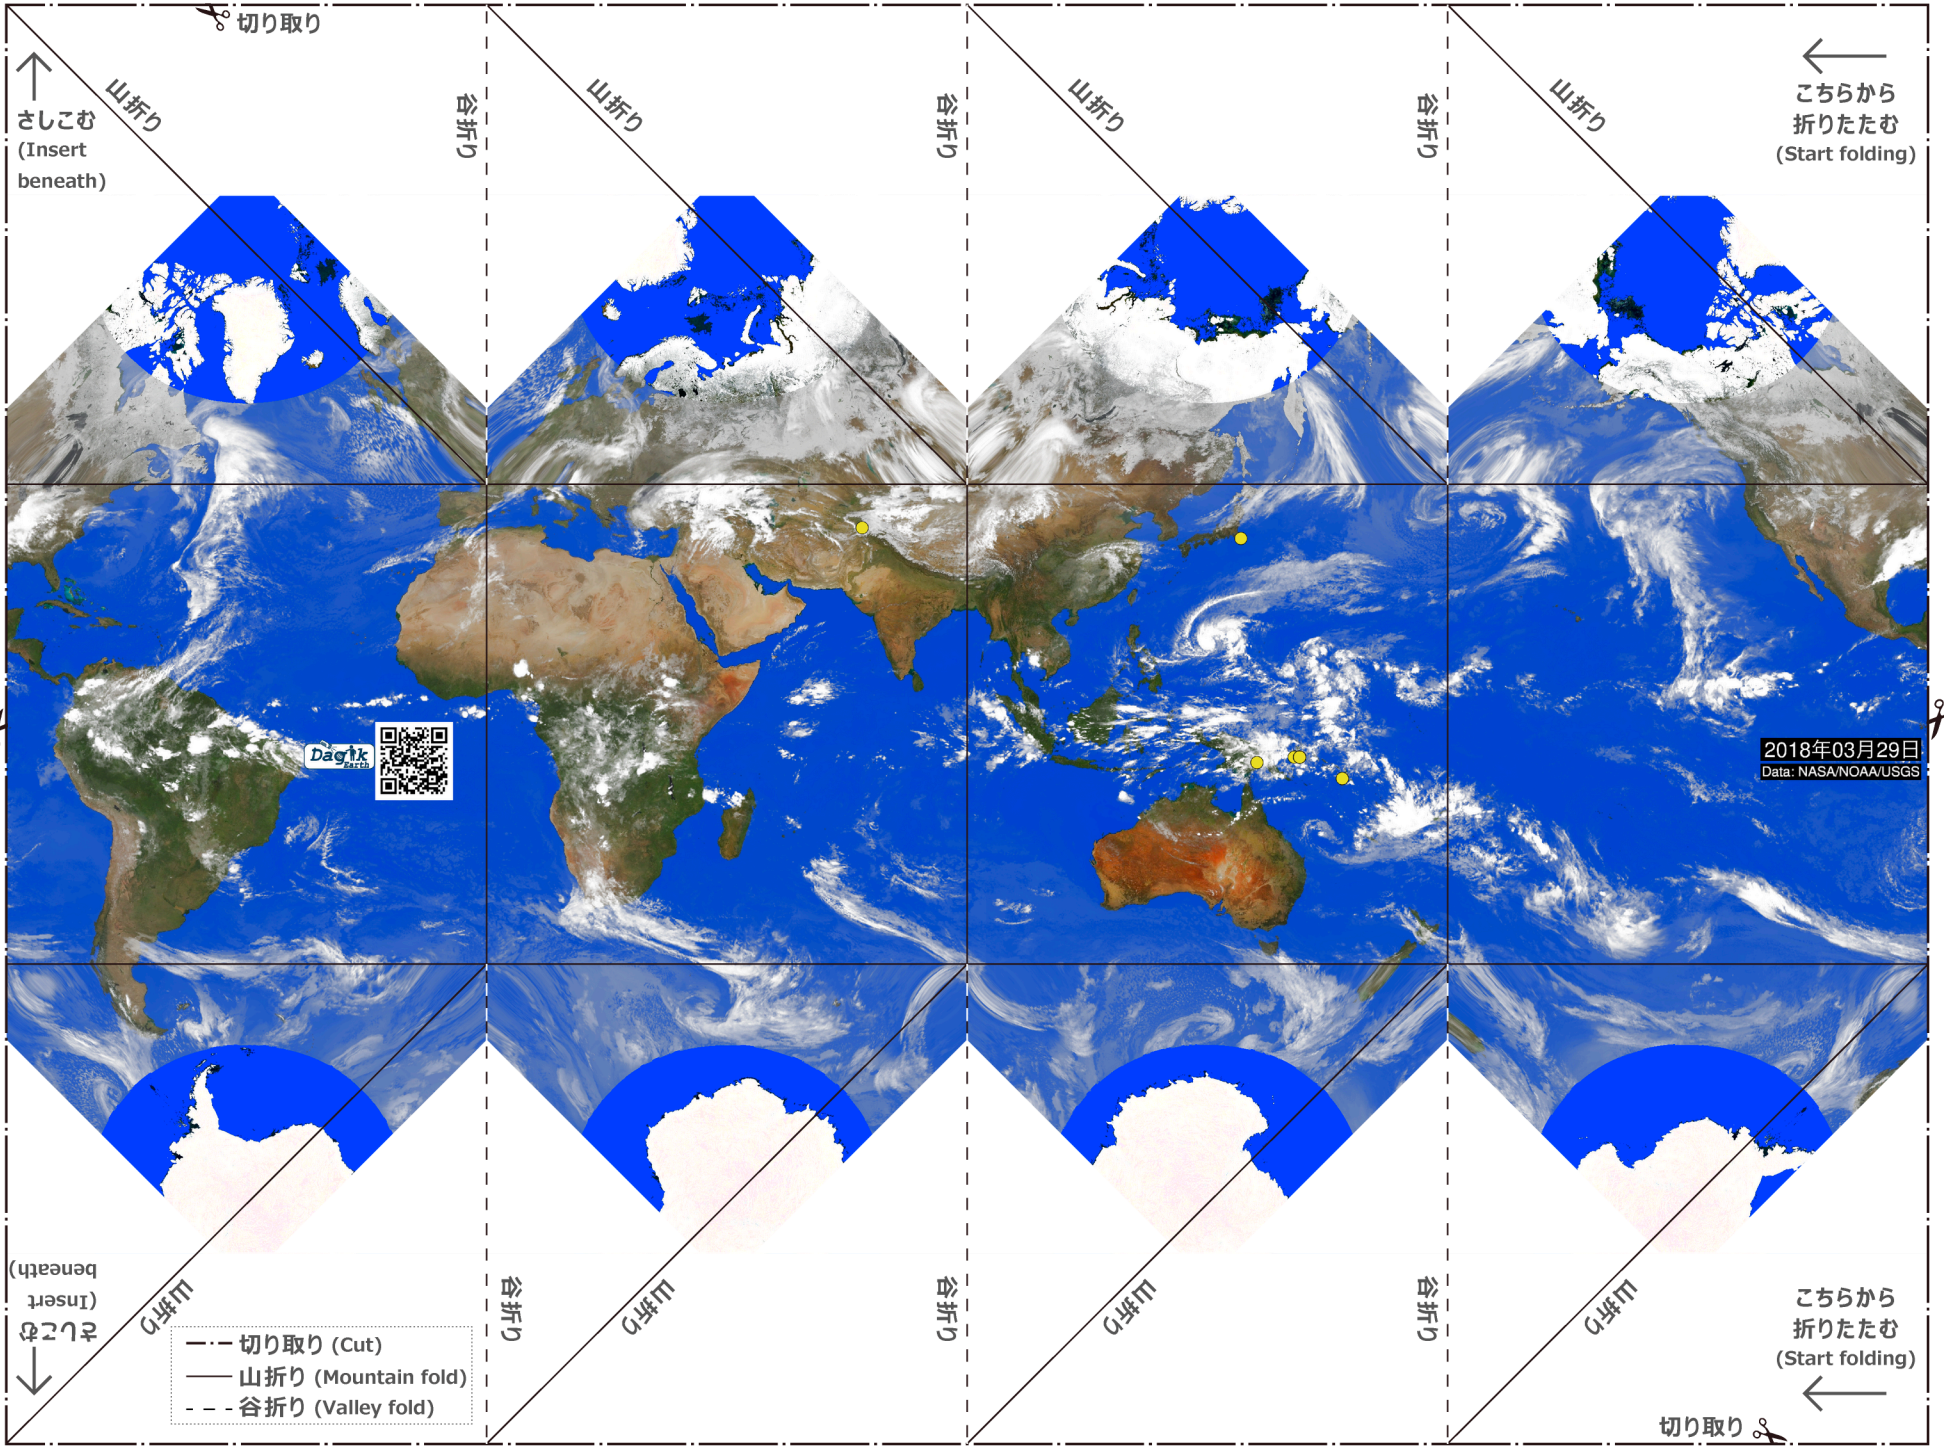 切り取り
山折り
谷折り
山折り
谷折り
山折り
谷折り
山折り
こちらから
折りたたむ
(Start folding)
さしこむ
(Insert
beneath)
Dagik
Earth
2018年03月29日
Data: NASA/NOAA/USGS
さしこむ
(Insert
beneath)
山折り
谷折り
山折り
谷折り
山折り
谷折り
山折り
こちらから
折りたたむ
(Start folding)
切り取り (Cut)
山折り (Mountain fold)
谷折り (Valley fold)
切り取り